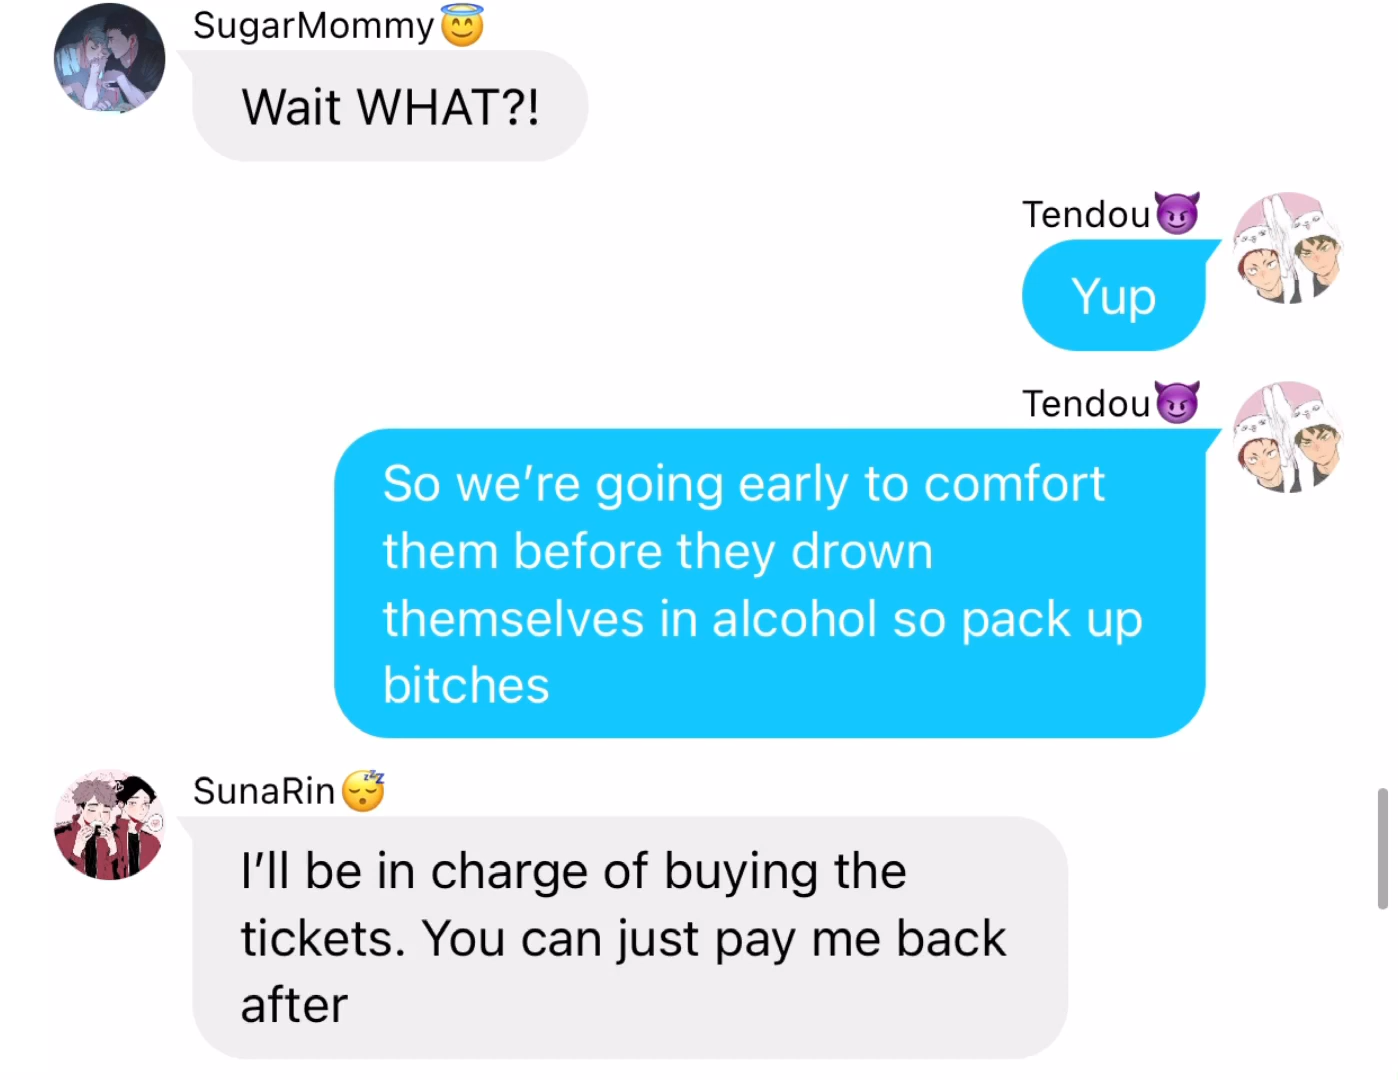 SugarMommy😇
Wait WHAT?!
Tendou😈
Yup
Tendou😈
So we’re going early to comfort
them before they drown
themselves in alcohol so pack up
bitches
SunaRin😴
I’ll be in charge of buying the
tickets. You can just pay me back
after